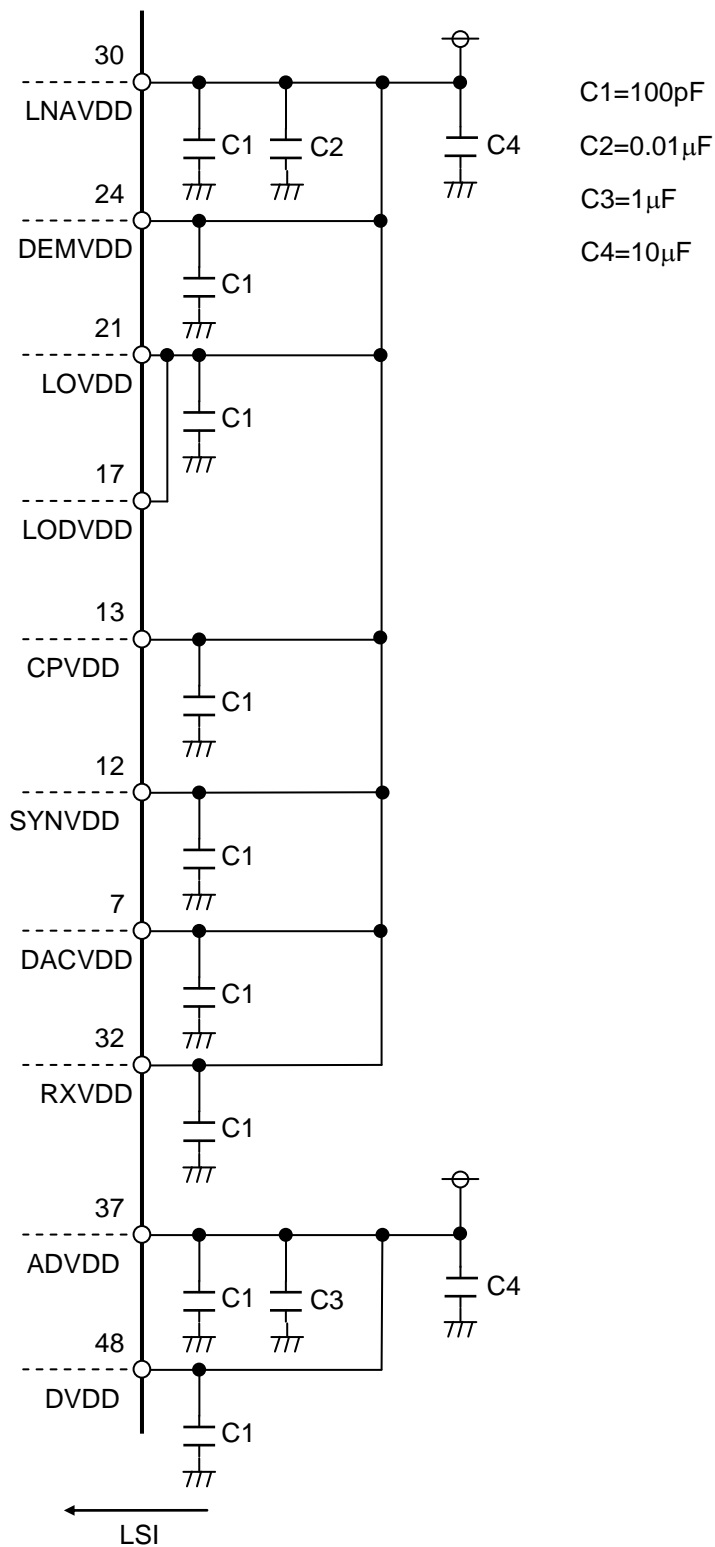 30
LNAVDD
C1
C2
C4
C1=100pF
C2=0.01μF
C3=1μF
C4=10μF
24
DEMVDD
C1
21
LOVDD
C1
17
LODVDD
13
CPVDD
C1
12
SYNVDD
C1
7
DACVDD
C1
32
RXVDD
C1
37
ADVDD
C1
C3
C4
48
DVDD
C1
LSI